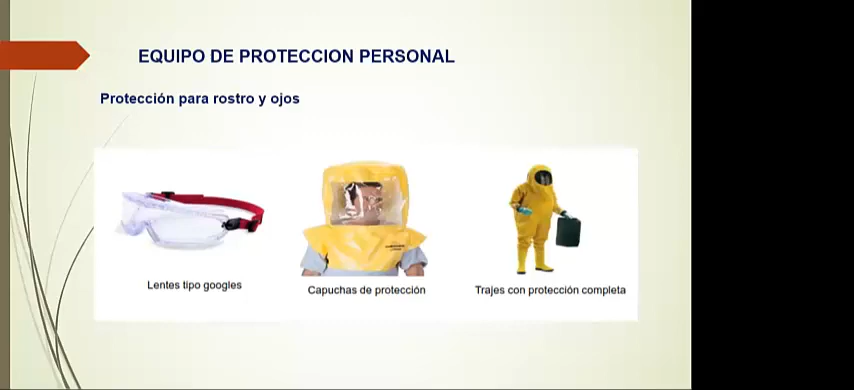 EQUIPO DE PROTECCION PERSONAL
Protección para rostro y ojos
Lentes tipo googles
Capuchas de protección
Trajes con protección completa